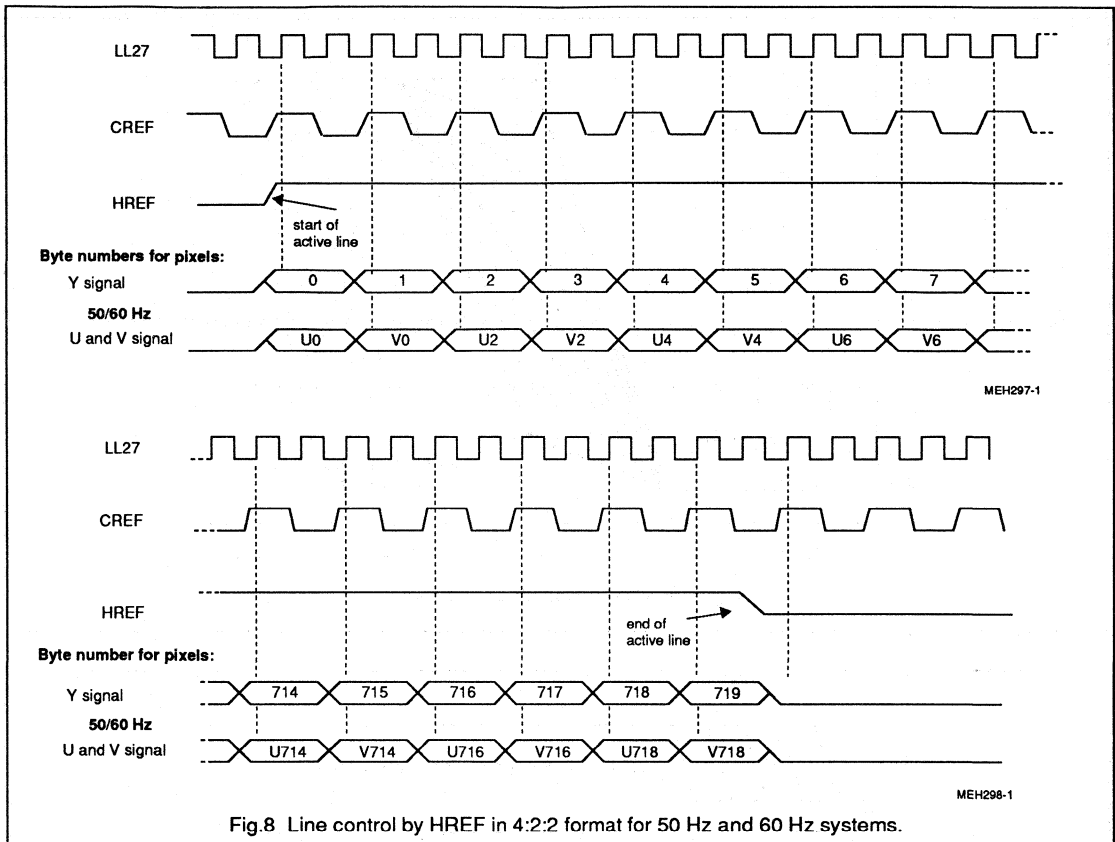 LL27
CREF
HREF
start of
active line
Byte numbers for pixels:
Y signal
0 1 2 3 4 5 6 7
50/60 Hz
U and V signal
U0 V0 U2 V2 U4 V4 U6 V6
MEH297-1
LL27
CREF
HREF
end of
active line
Byte number for pixels:
Y signal
714 715 716 717 718 719
50/60 Hz
U and V signal
U714 V714 U716 V716 U718 V718
MEH298-1
Fig.8 Line control by HREF in 4:2:2 format for 50 Hz and 60 Hz systems.